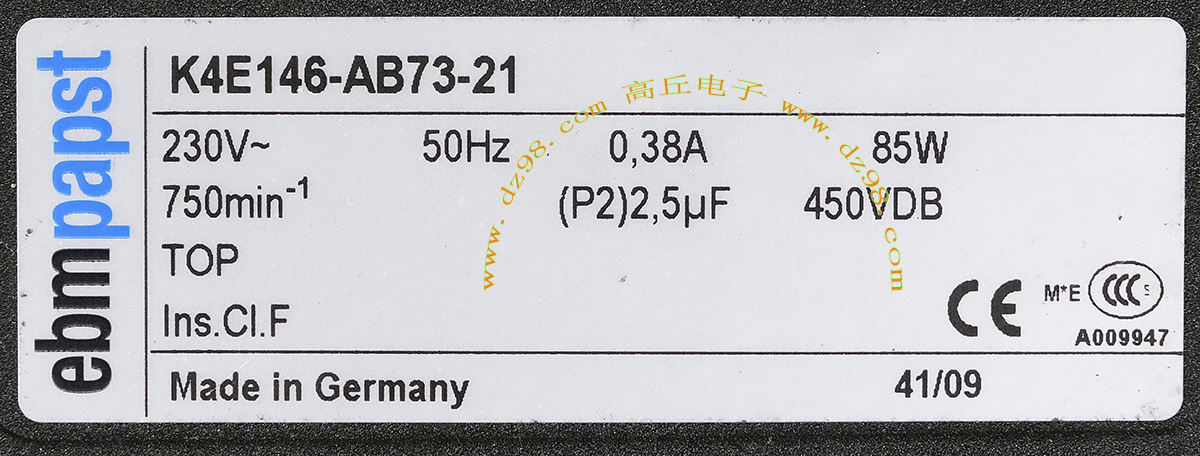 ebmpapst
K4E146-AB73-21
230V~ 50Hz 0,38A 85W
750min-1 (P2)2,5µF 450VDB
TOP
Ins.Cl.F
M*E CCC S
A009947
Made in Germany 41/09
www.dz98.com 高丘电子 www.dz98.com